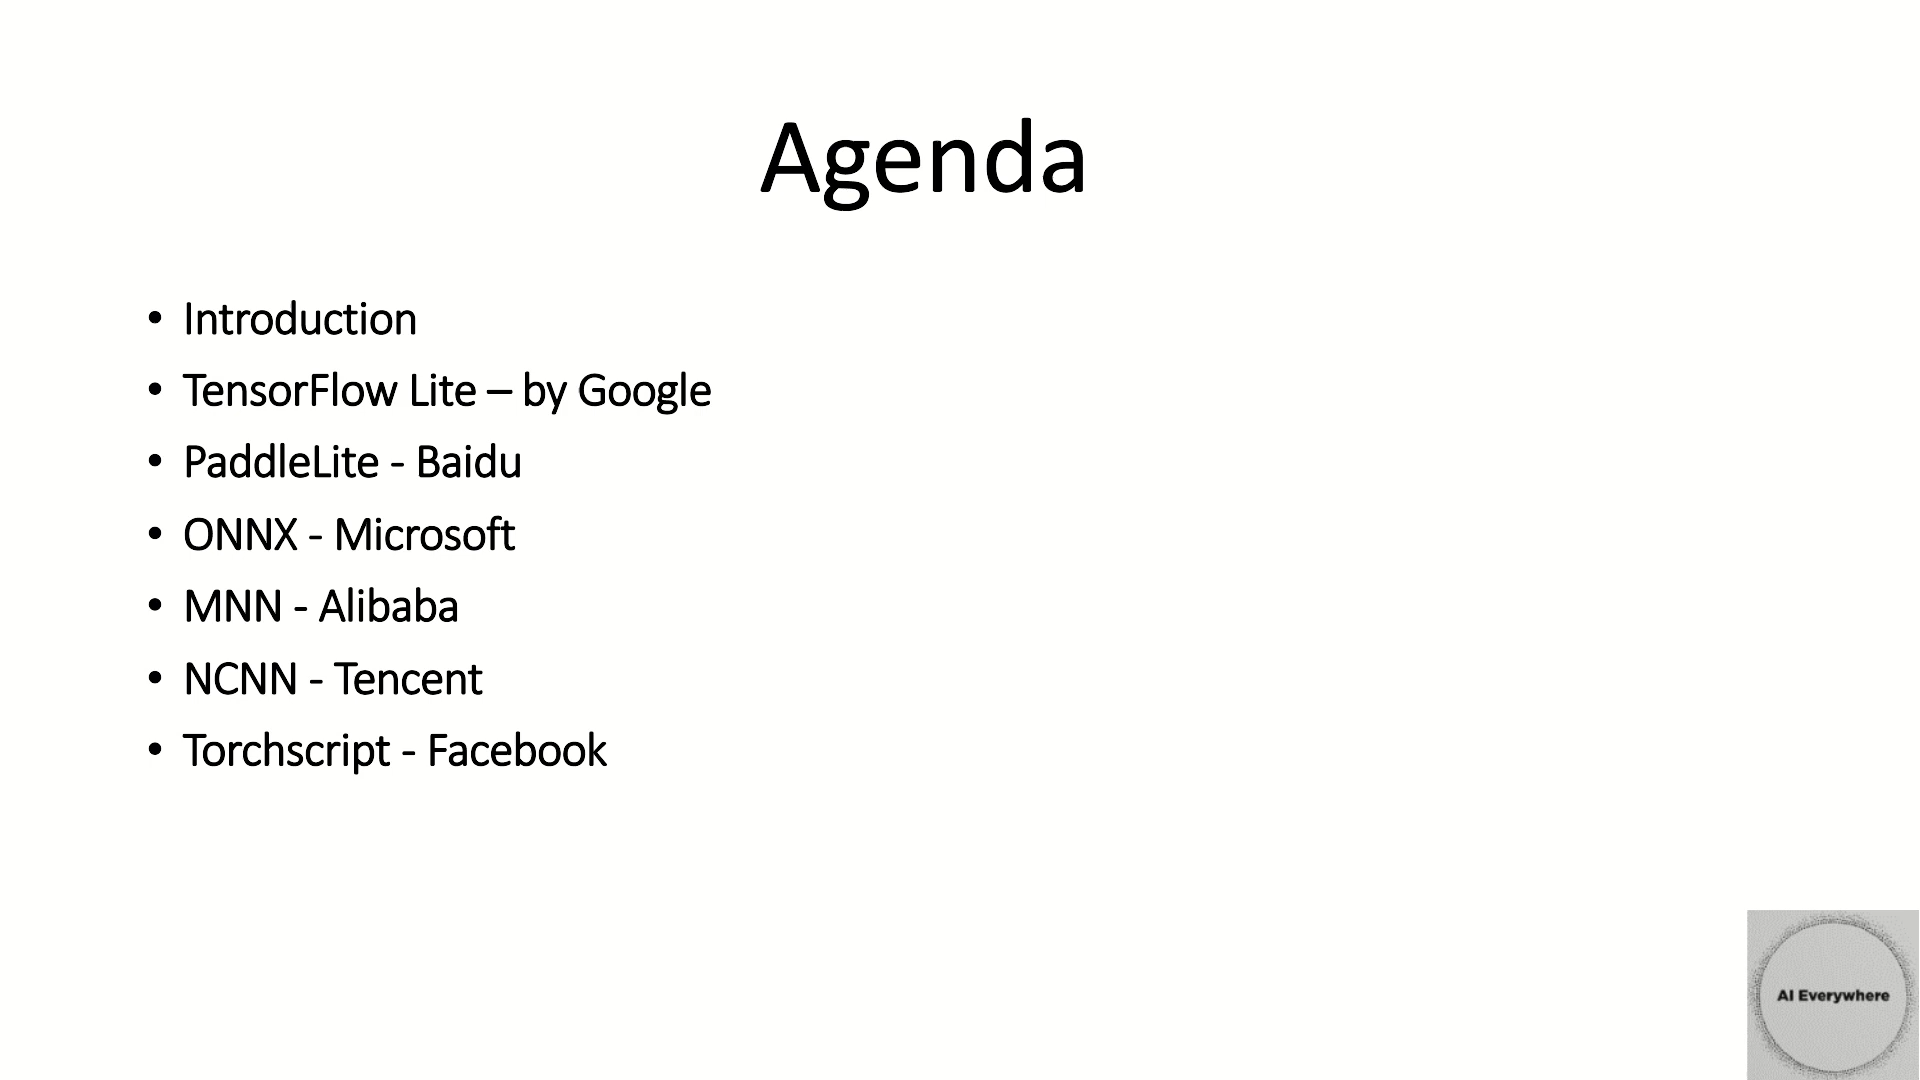 Agenda
• Introduction
• TensorFlow Lite – by Google
• PaddleLite - Baidu
• ONNX - Microsoft
• MNN - Alibaba
• NCNN - Tencent
• Torchscript - Facebook
AI Everywhere